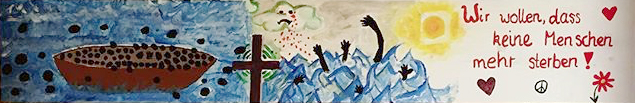 Wir wollen, dass
keine Menschen
mehr sterben!